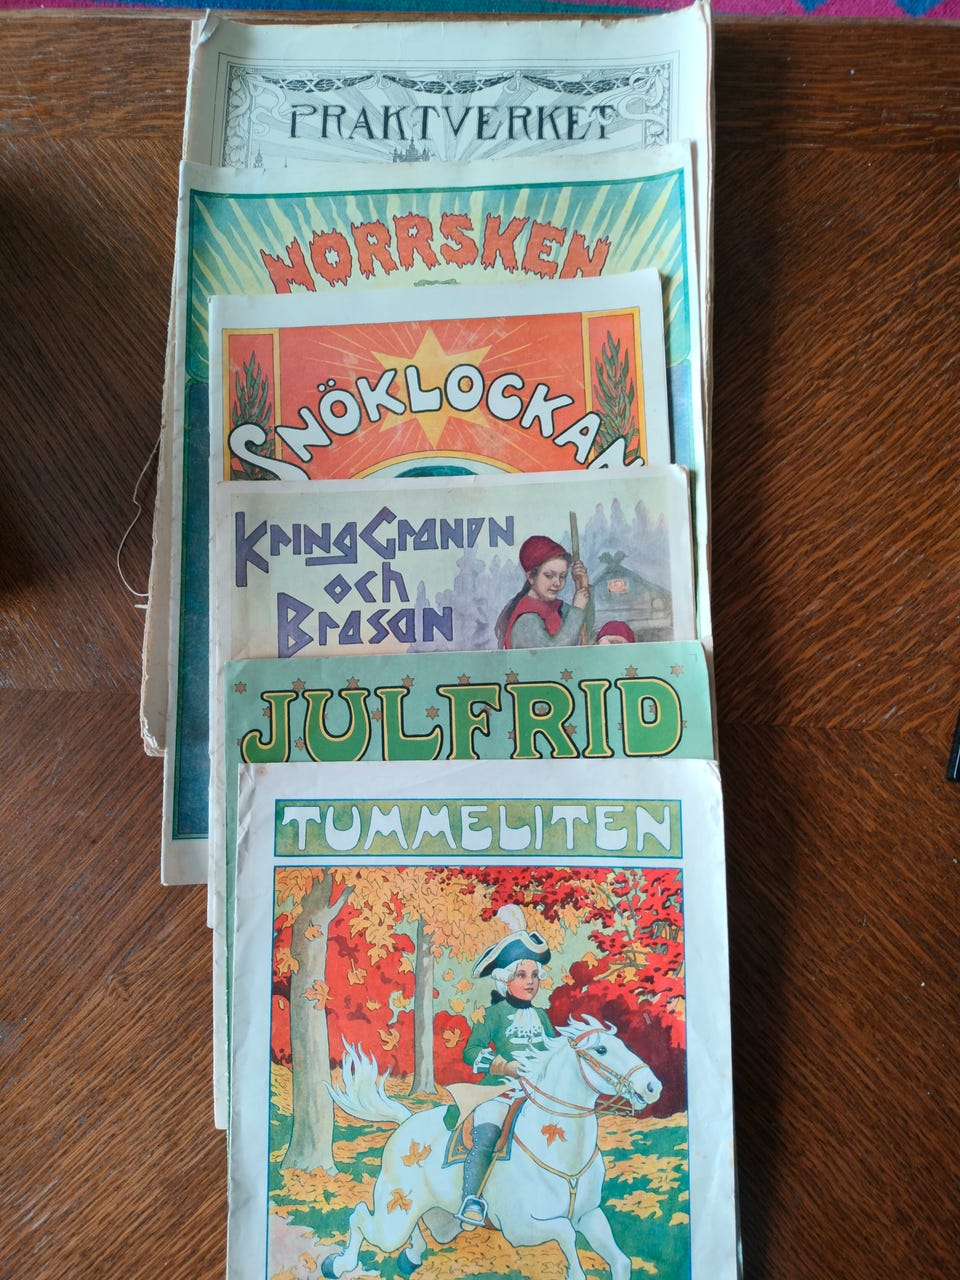 PRAKTVERKET
NORRSKEN
SNÖKLOCKAN
KRING GRANEN
OCH
BRASAN
JULFRID
TUMMELITEN